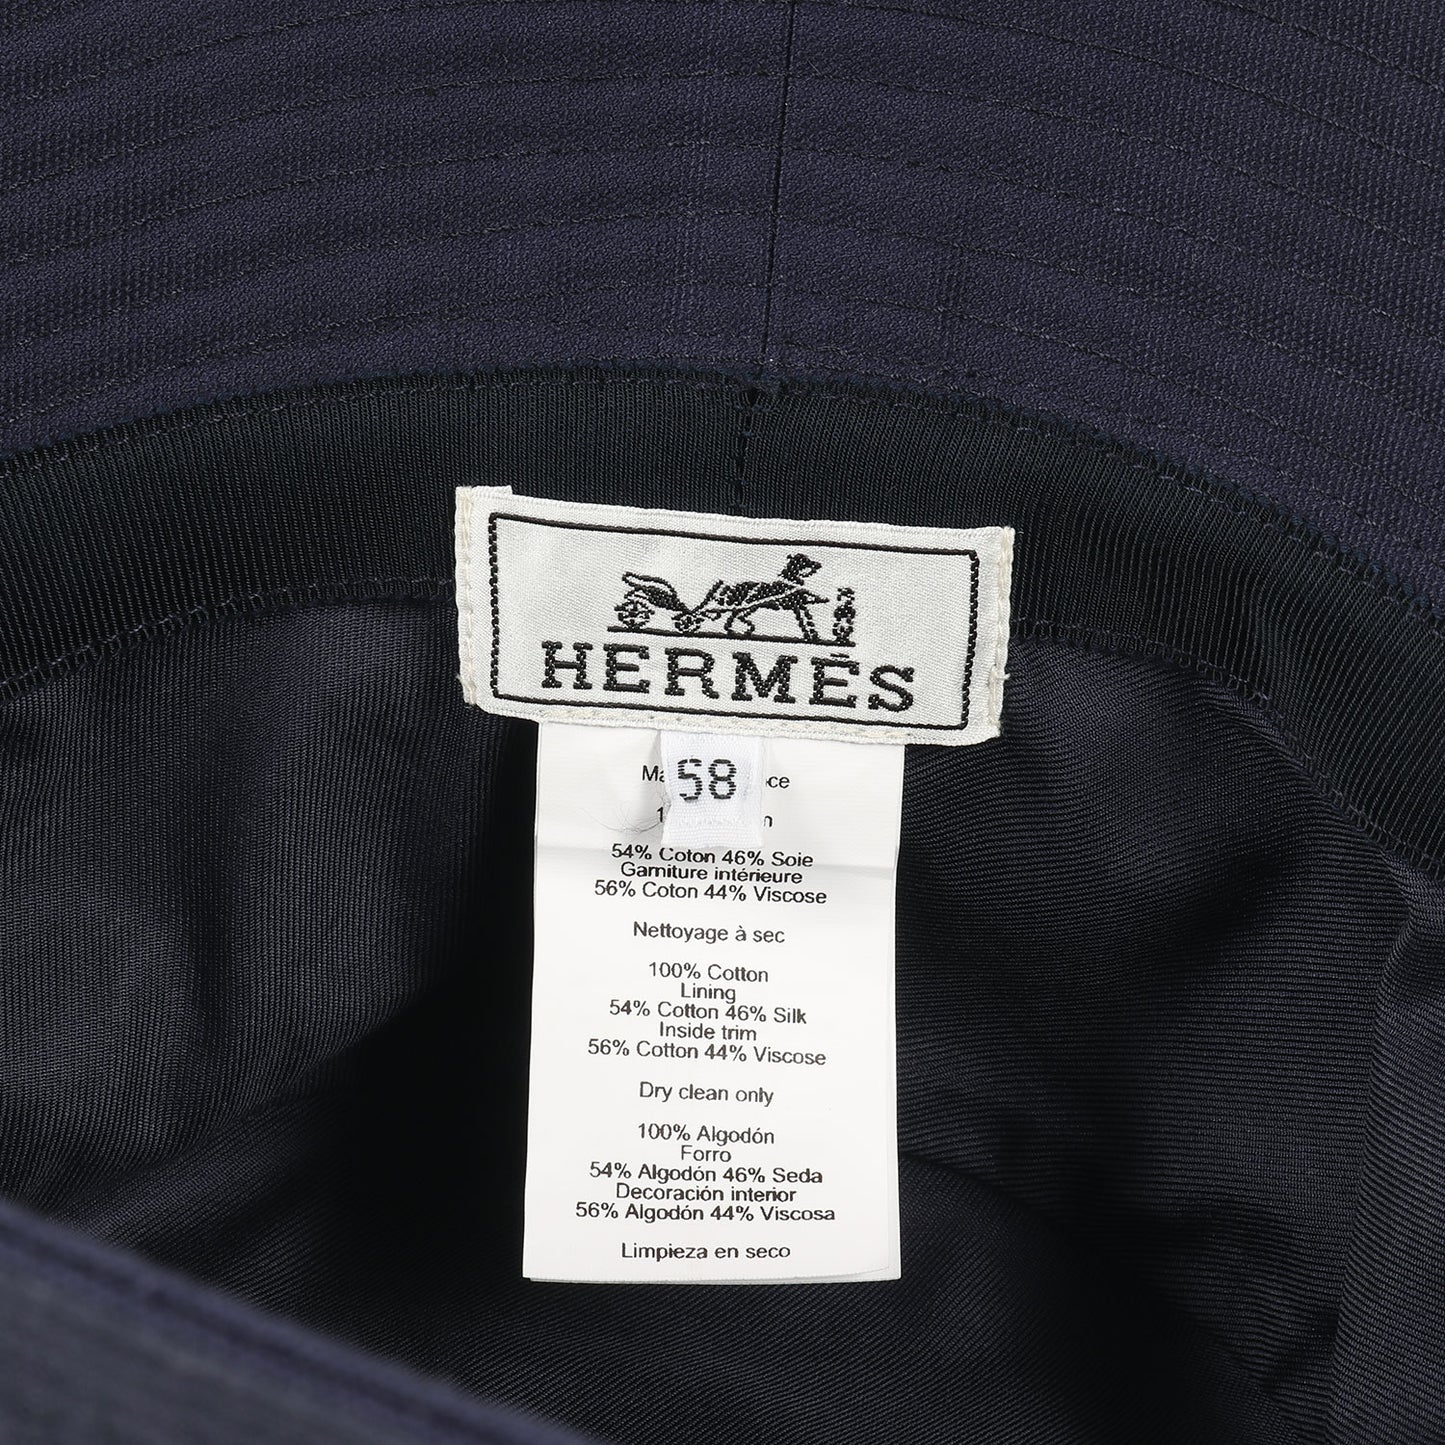 HERMÈS
58
54% Coton 46% Soie
Garniture intérieure
56% Coton 44% Viscose
Nettoyage à sec
100% Cotton
Lining
54% Cotton 46% Silk
Inside trim
56% Cotton 44% Viscose
Dry clean only
100% Algodón
Forro
54% Algodón 46% Seda
Decoración interior
56% Algodón 44% Viscosa
Limpieza en seco